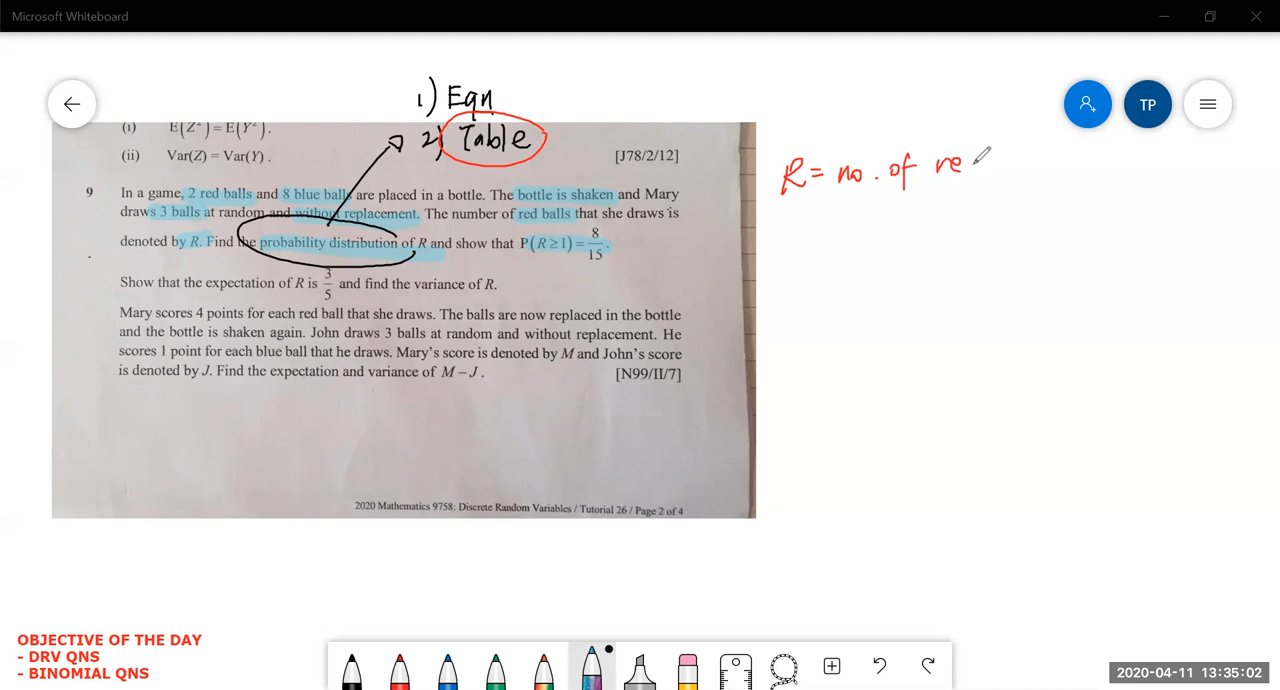 Microsoft Whiteboard
1) Eqn
2) Table
TP
(i) E(Z²) = E(Y²).
(ii) Var(Z) = Var(Y). [J78/2/12]
R = no. of re
9 In a game, 2 red balls and 8 blue balls are placed in a bottle. The bottle is shaken and Mary
draws 3 balls at random and without replacement. The number of red balls that she draws is
denoted by R. Find the probability distribution of R and show that P(R ≥ 1) = 8/15.
Show that the expectation of R is 3/5 and find the variance of R.
Mary scores 4 points for each red ball that she draws. The balls are now replaced in the bottle
and the bottle is shaken again. John draws 3 balls at random and without replacement. He
scores 1 point for each blue ball that he draws. Mary's score is denoted by M and John's score
is denoted by J. Find the expectation and variance of M – J. [N99/II/7]
2020 Mathematics 9758: Discrete Random Variables / Tutorial 26 / Page 2 of 4
OBJECTIVE OF THE DAY
- DRV QNS
- BINOMIAL QNS
2020-04-11 13:35:02